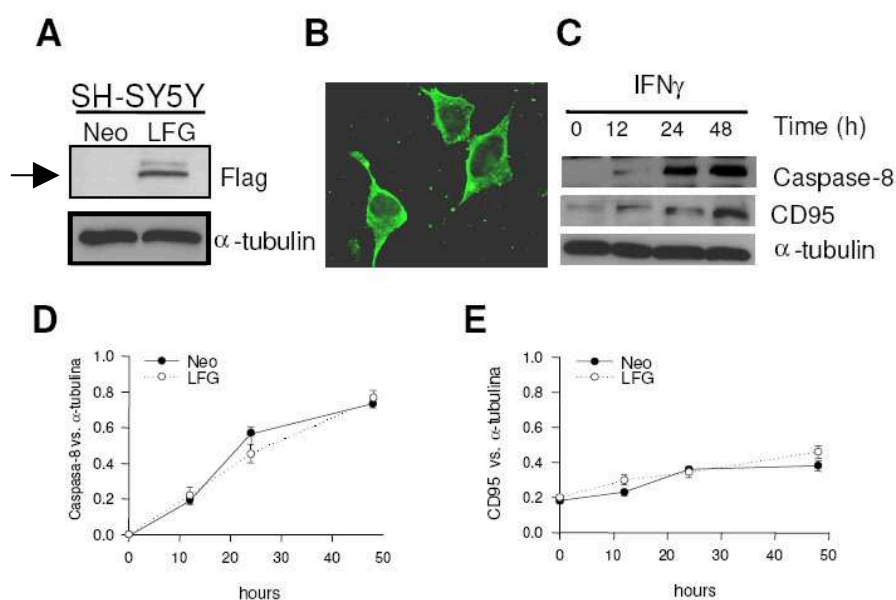 A
SH-SY5Y
Neo LFG
Flag
α-tubulin
B
C
IFNγ
0 12 24 48 Time (h)
Caspase-8
CD95
α-tubulin
D
Neo
LFG
Caspasa-8 vs. α-tubulina
1.0
0.8
0.6
0.4
0.2
0.0
0 10 20 30 40 50
hours
E
Neo
LFG
CD95 vs. α-tubulina
1.0
0.8
0.6
0.4
0.2
0.0
0 10 20 30 40 50
hours